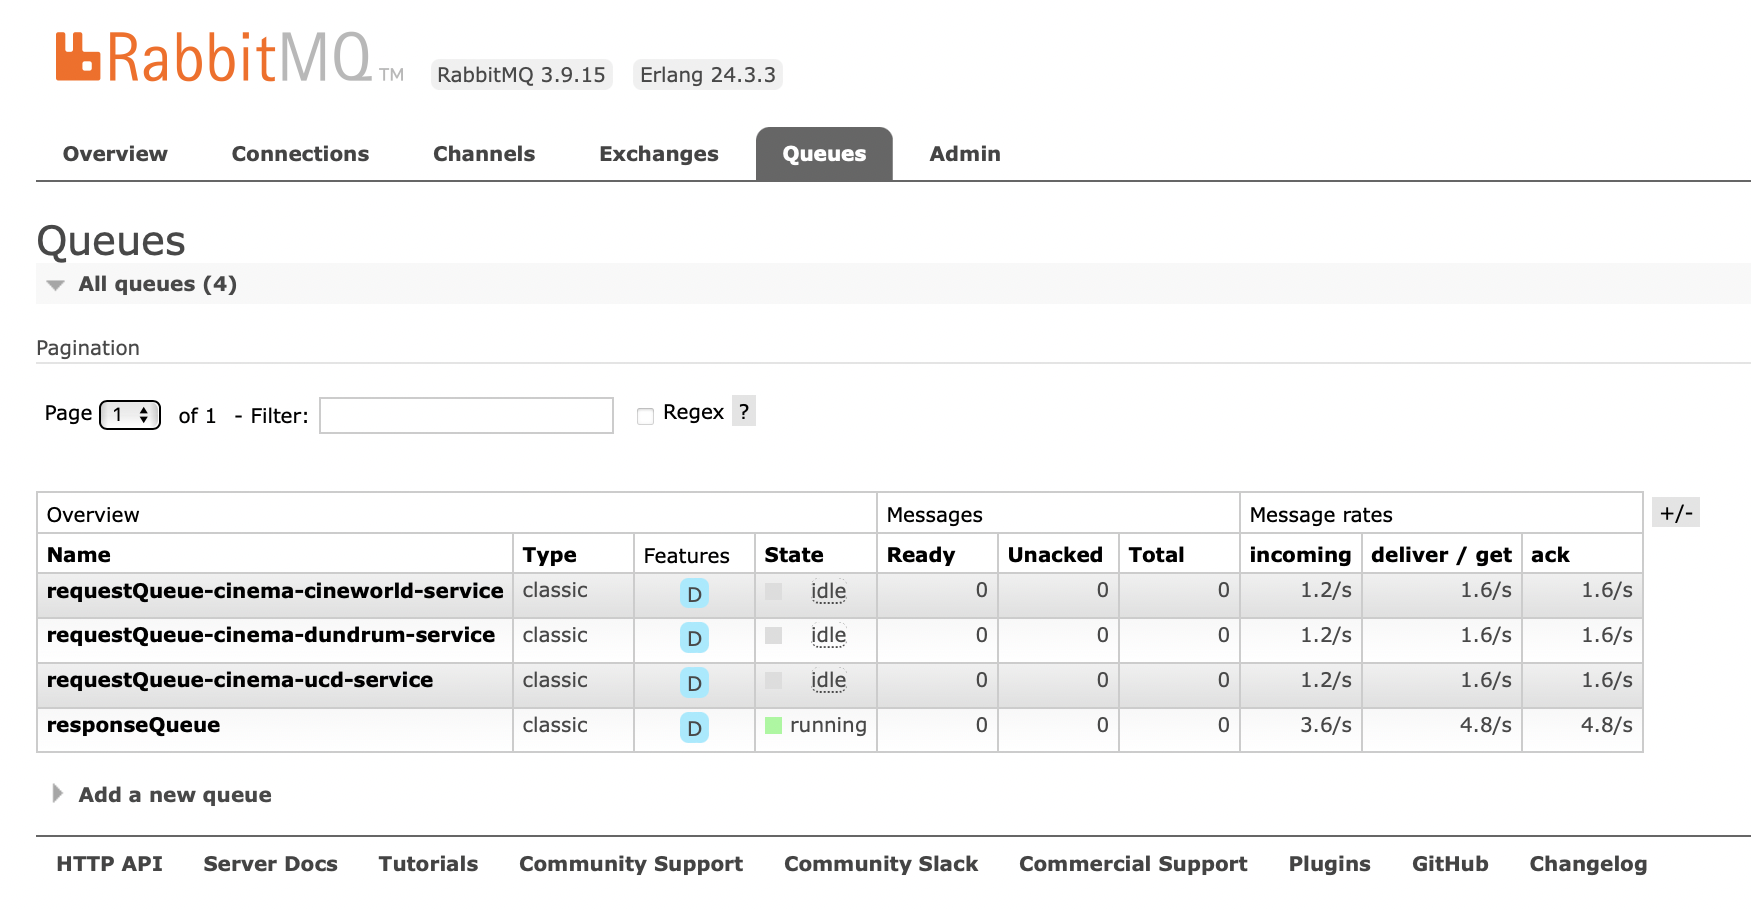 RabbitMQ TM RabbitMQ 3.9.15 Erlang 24.3.3
Overview Connections Channels Exchanges Queues Admin
Queues
All queues (4)
Pagination
Page 1 of 1 - Filter: Regex ?
Overview Messages Message rates +/-
Name Type Features State Ready Unacked Total incoming deliver / get ack
requestQueue-cinema-cineworld-service classic D idle 0 0 0 1.2/s 1.6/s 1.6/s
requestQueue-cinema-dundrum-service classic D idle 0 0 0 1.2/s 1.6/s 1.6/s
requestQueue-cinema-ucd-service classic D idle 0 0 0 1.2/s 1.6/s 1.6/s
responseQueue classic D running 0 0 0 3.6/s 4.8/s 4.8/s
Add a new queue
HTTP API Server Docs Tutorials Community Support Community Slack Commercial Support Plugins GitHub Changelog